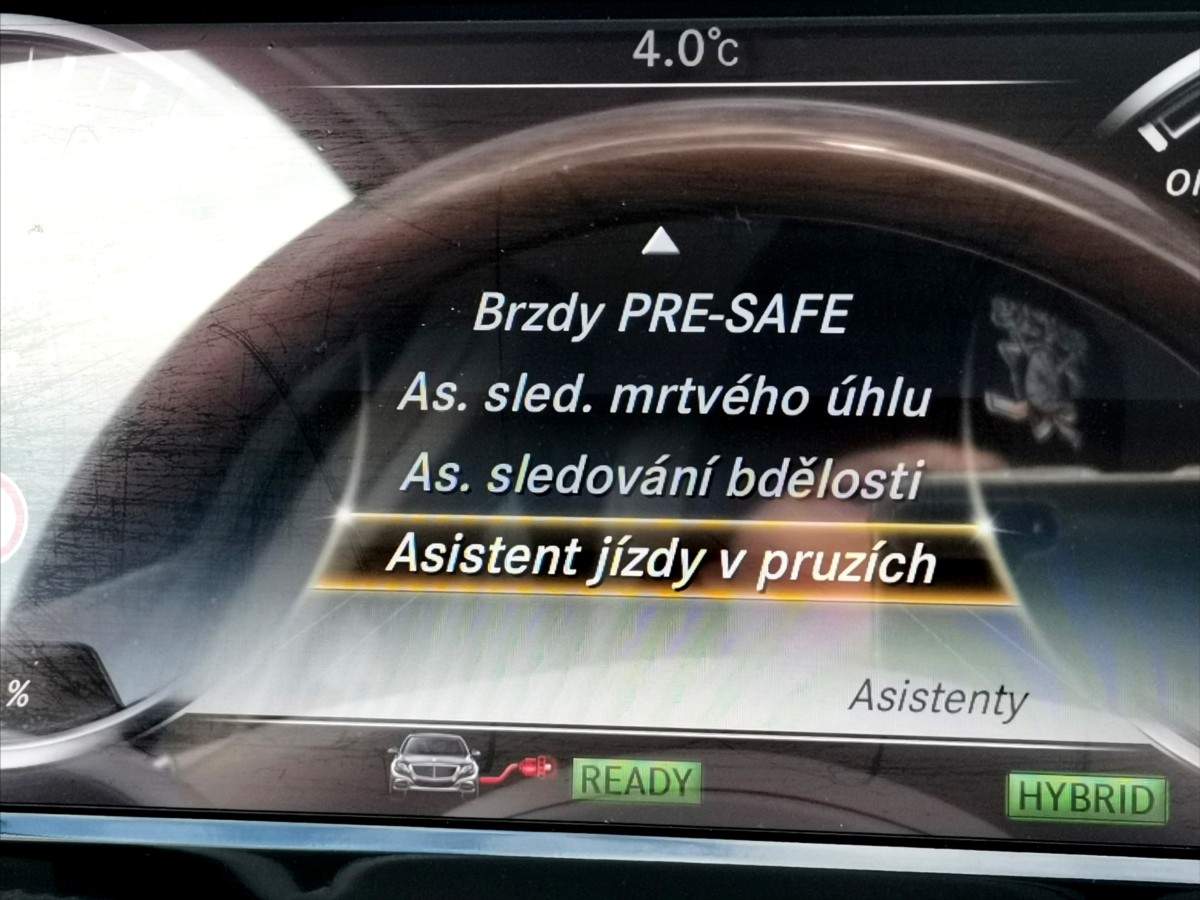 4.0°C
Brzdy PRE-SAFE
As. sled. mrtvého úhlu
As. sledování bdělosti
Asistent jízdy v pruzích
%
Asistenty
READY
HYBRID